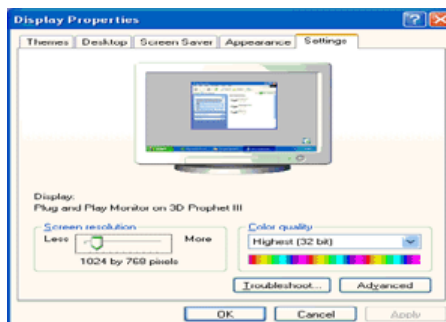 Display Properties
Themes Desktop Screen Saver Appearance Settings
Display:
Plug and Play Monitor on 3D Prophet III
Screen resolution
Less More
1024 by 768 pixels
Color quality
Highest (32 bit)
Troubleshoot... Advanced
OK Cancel Apply